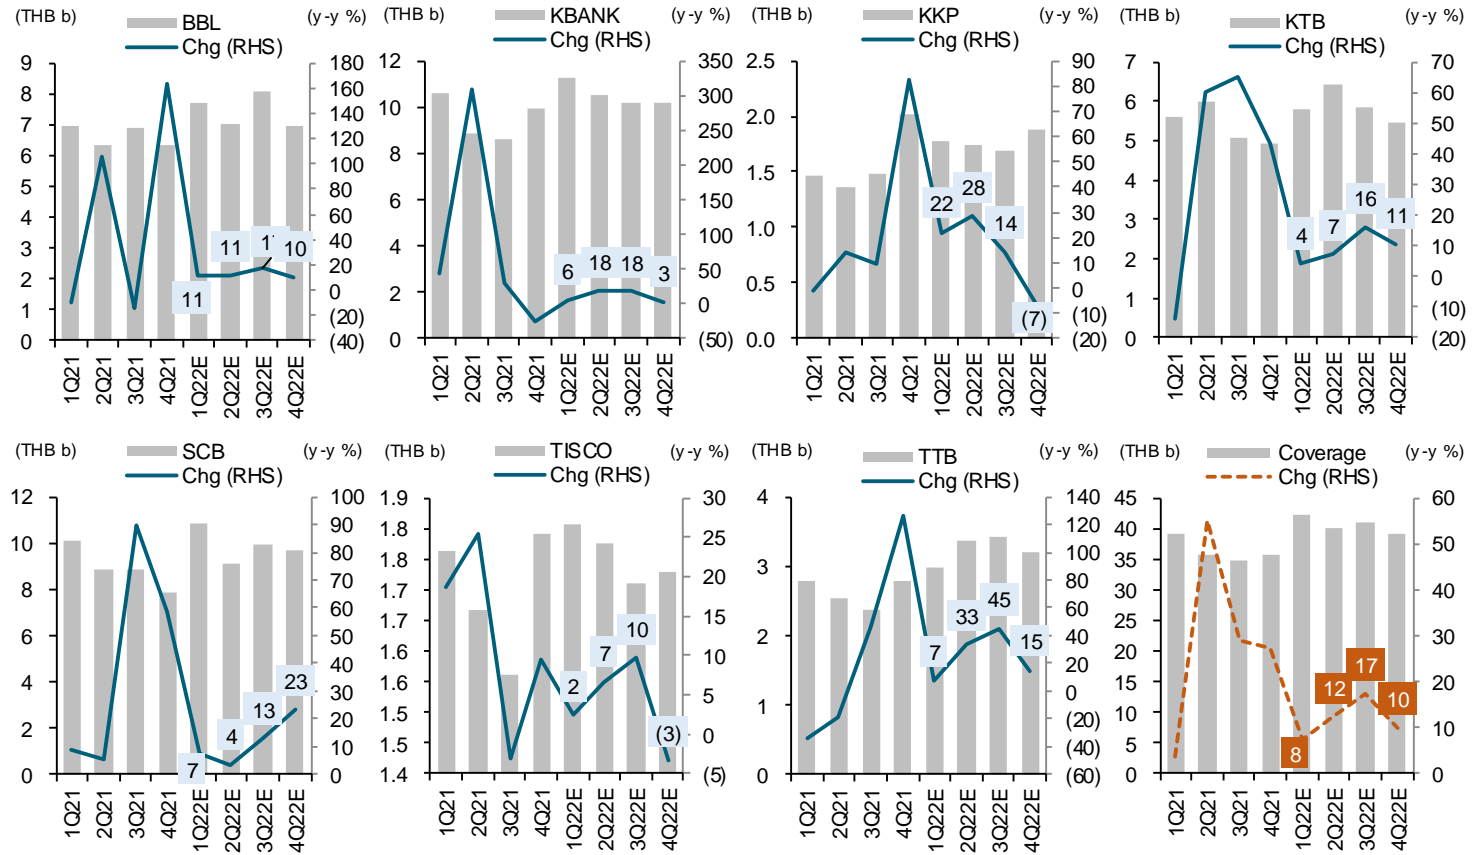 (THB b) BBL (y-y %)
Chg (RHS)
9 180
8 160
7 140
6 120
5 100
4 80
3 60
2 40
1 20
0 0
(20)
(40)
11 11 10
1Q21 2Q21 3Q21 4Q21 1Q22E 2Q22E 3Q22E 4Q22E
(THB b) KBANK (y-y %)
Chg (RHS)
12 350
10 300
8 250
6 200
4 150
2 100
0 50
0
(50)
6 18 18 3
1Q21 2Q21 3Q21 4Q21 1Q22E 2Q22E 3Q22E 4Q22E
(THB b) KKP (y-y %)
Chg (RHS)
2.5 90
2.0 80
1.5 70
1.0 60
0.5 50
0.0 40
30
20
10
0
(10)
(20)
22 28 14 (7)
1Q21 2Q21 3Q21 4Q21 1Q22E 2Q22E 3Q22E 4Q22E
(THB b) KTB (y-y %)
Chg (RHS)
7 70
6 60
5 50
4 40
3 30
2 20
1 10
0 0
(10)
(20)
4 7 16 11
1Q21 2Q21 3Q21 4Q21 1Q22E 2Q22E 3Q22E 4Q22E
(THB b) SCB (y-y %)
Chg (RHS)
12 100
10 90
8 80
6 70
4 60
2 50
0 40
30
20
10
0
7 4 13 23
1Q21 2Q21 3Q21 4Q21 1Q22E 2Q22E 3Q22E 4Q22E
(THB b) TISCO (y-y %)
Chg (RHS)
1.9 30
1.8 25
1.8 20
1.7 15
1.7 10
1.6 5
1.6 0
1.5 (5)
1.5
1.4
2 7 10 (3)
1Q21 2Q21 3Q21 4Q21 1Q22E 2Q22E 3Q22E 4Q22E
(THB b) TTB (y-y %)
Chg (RHS)
4 140
3 120
2 100
1 80
0 60
40
20
0
(20)
(40)
(60)
7 33 45 15
1Q21 2Q21 3Q21 4Q21 1Q22E 2Q22E 3Q22E 4Q22E
(THB b) Coverage (y-y %)
Chg (RHS)
45 60
40 50
35 40
30 30
25 20
20 10
15 0
10
5
0
8 12 17 10
1Q21 2Q21 3Q21 4Q21 1Q22E 2Q22E 3Q22E 4Q22E